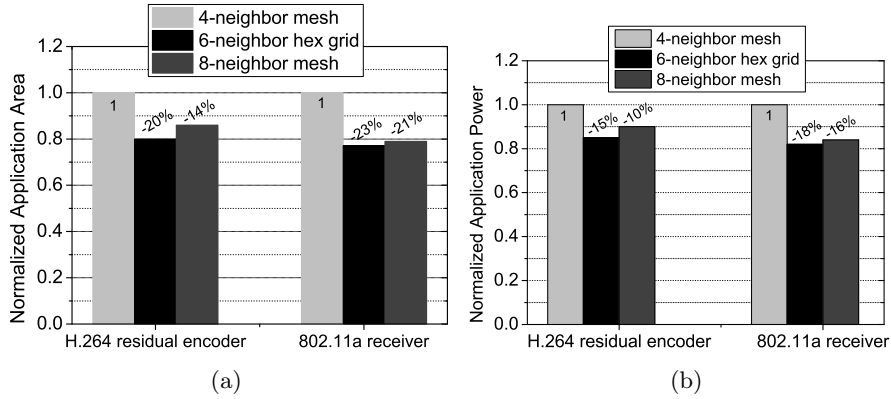 4-neighbor mesh
6-neighbor hex grid
8-neighbor mesh
Normalized Application Area
1.2
1.0
0.8
0.6
0.4
0.2
0.0
1
-20%
-14%
1
-23%
-21%
H.264 residual encoder
802.11a receiver
(a)
4-neighbor mesh
6-neighbor hex grid
8-neighbor mesh
Normalized Application Power
1.2
1.0
0.8
0.6
0.4
0.2
0.0
1
-15%
-10%
1
-18%
-16%
H.264 residual encoder
802.11a receiver
(b)